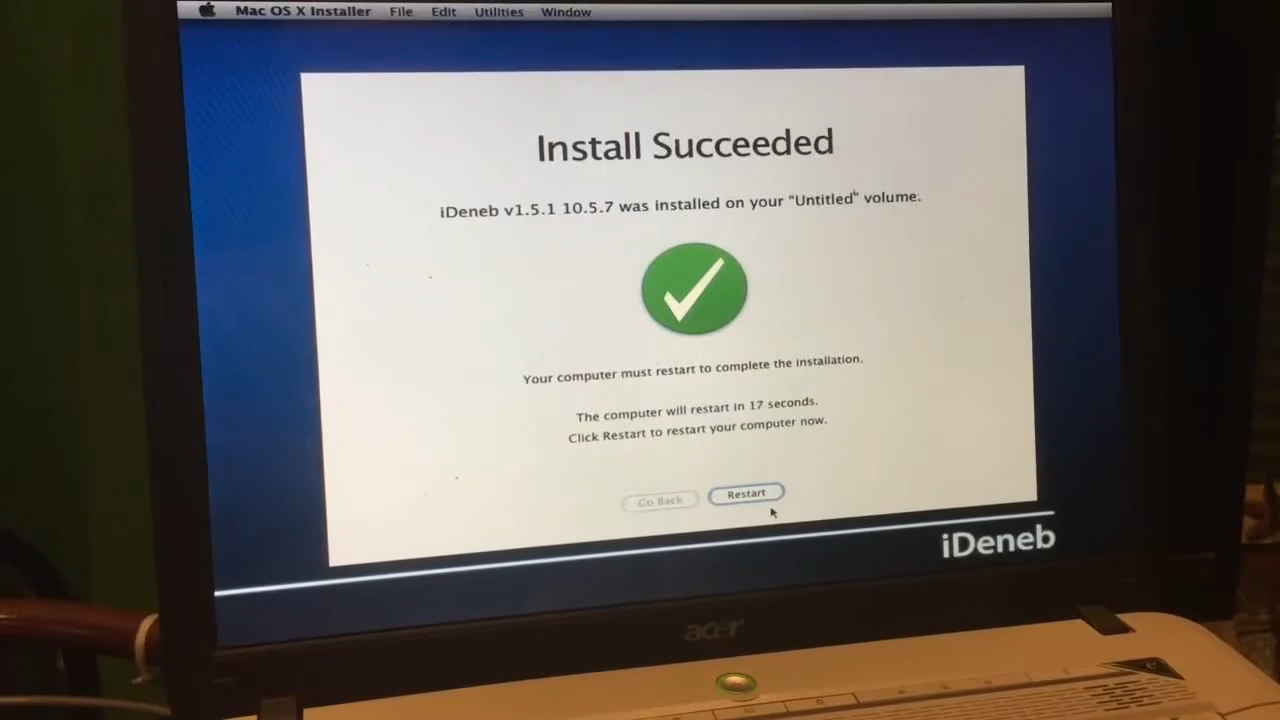 Mac OS X Installer File Edit Utilities Window
Install Succeeded
iDeneb v1.5.1 10.5.7 was installed on your "Untitled" volume.
Your computer must restart to complete the installation.
The computer will restart in 17 seconds.
Click Restart to restart your computer now.
Go Back Restart
iDeneb
acer